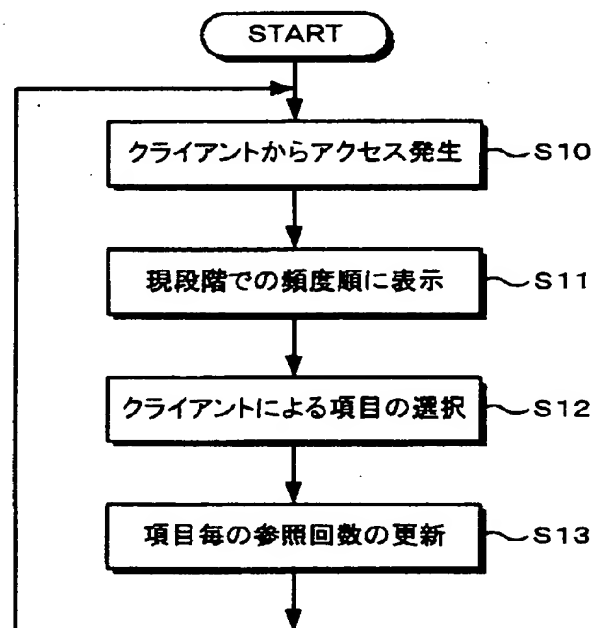 START
クライアントからアクセス発生 S10
現段階での頻度順に表示 S11
クライアントによる項目の選択 S12
項目毎の参照回数の更新 S13